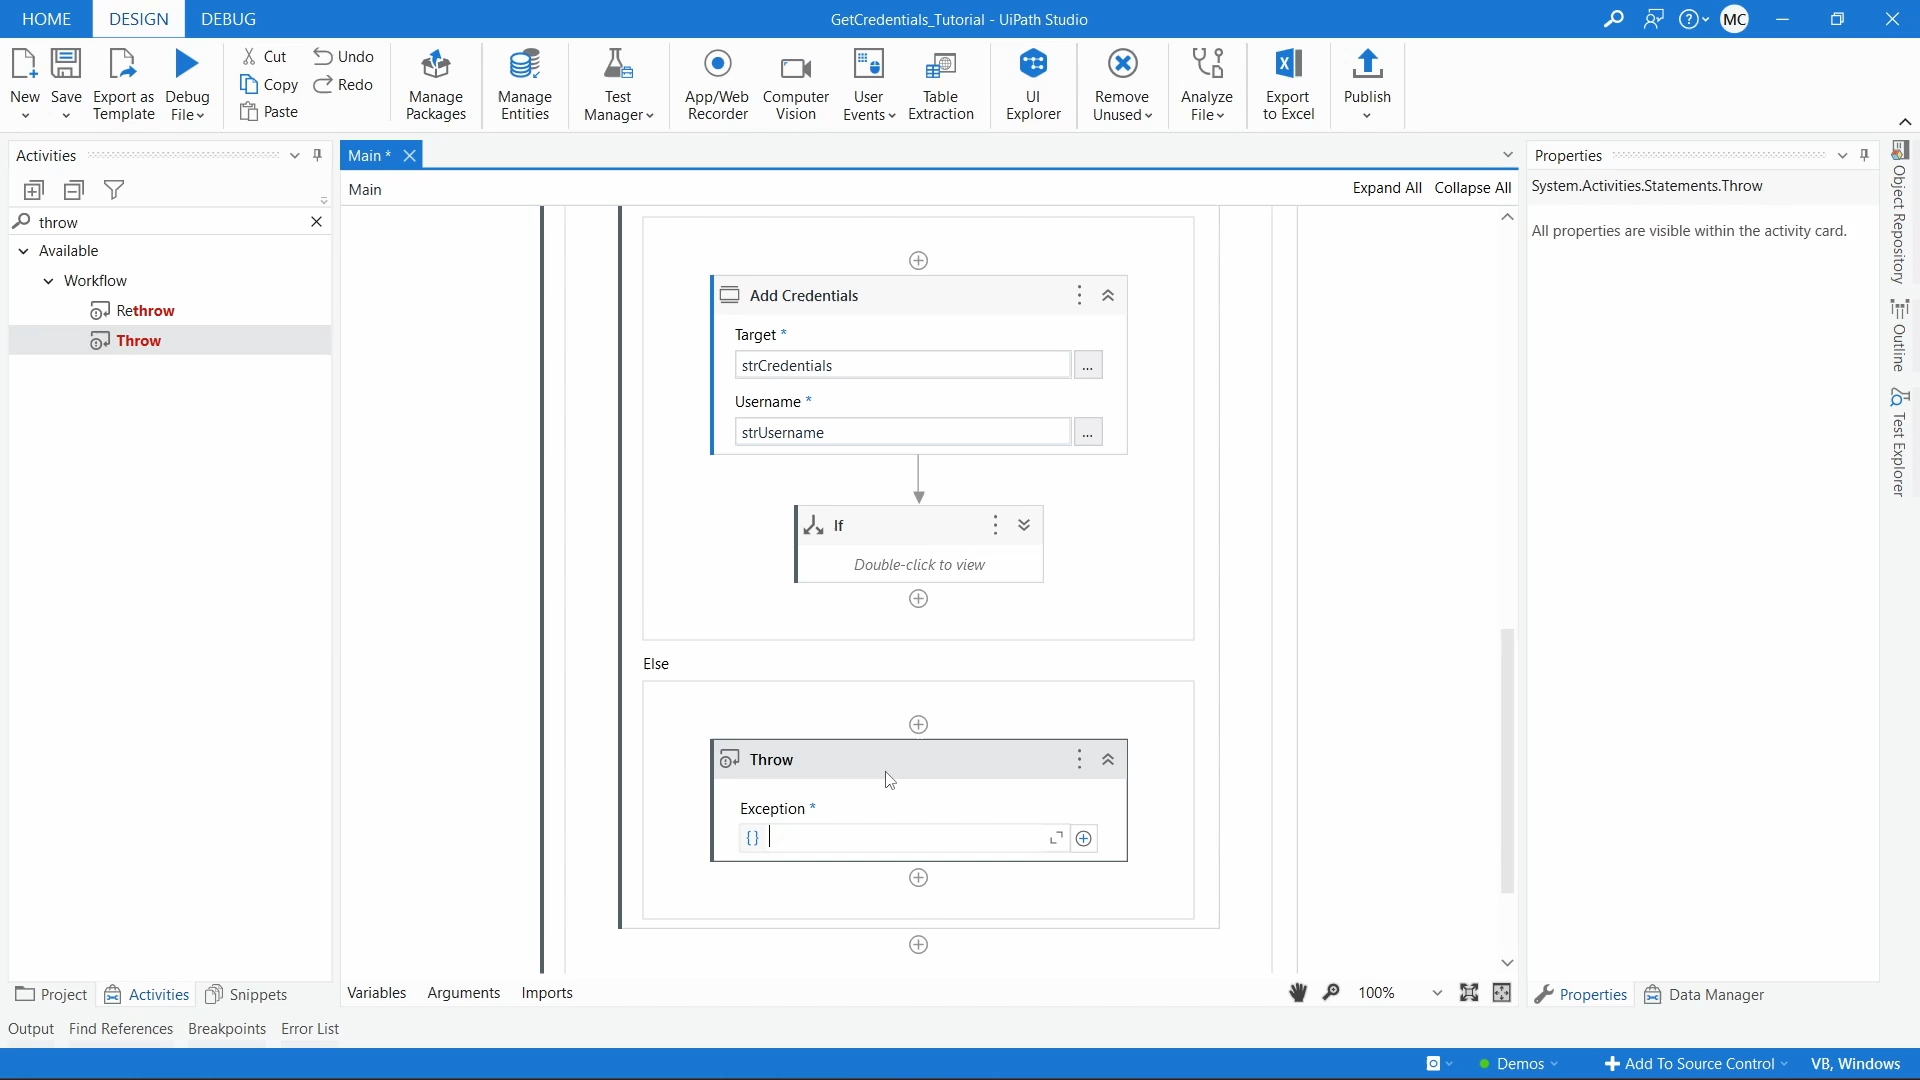 HOME
DESIGN
DEBUG
GetCredentials_Tutorial - UiPath Studio
MC
New
Save
Export as
Template
Debug
File
Cut
Copy
Paste
Undo
Redo
Manage
Packages
Manage
Entities
Test
Manager
App/Web
Recorder
Computer
Vision
User
Events
Table
Extraction
UI
Explorer
Remove
Unused
Analyze
File
Export
to Excel
Publish
Activities
throw
Available
Workflow
Rethrow
Throw
Main *
Main
Expand All
Collapse All
Add Credentials
Target *
strCredentials
...
Username *
strUsername
...
If
Double-click to view
Else
Throw
Exception *
{}
Properties
System.Activities.Statements.Throw
All properties are visible within the activity card.
Object Repository
Outline
Test Explorer
Project
Activities
Snippets
Variables
Arguments
Imports
100%
Properties
Data Manager
Output
Find References
Breakpoints
Error List
Demos
Add To Source Control
VB, Windows